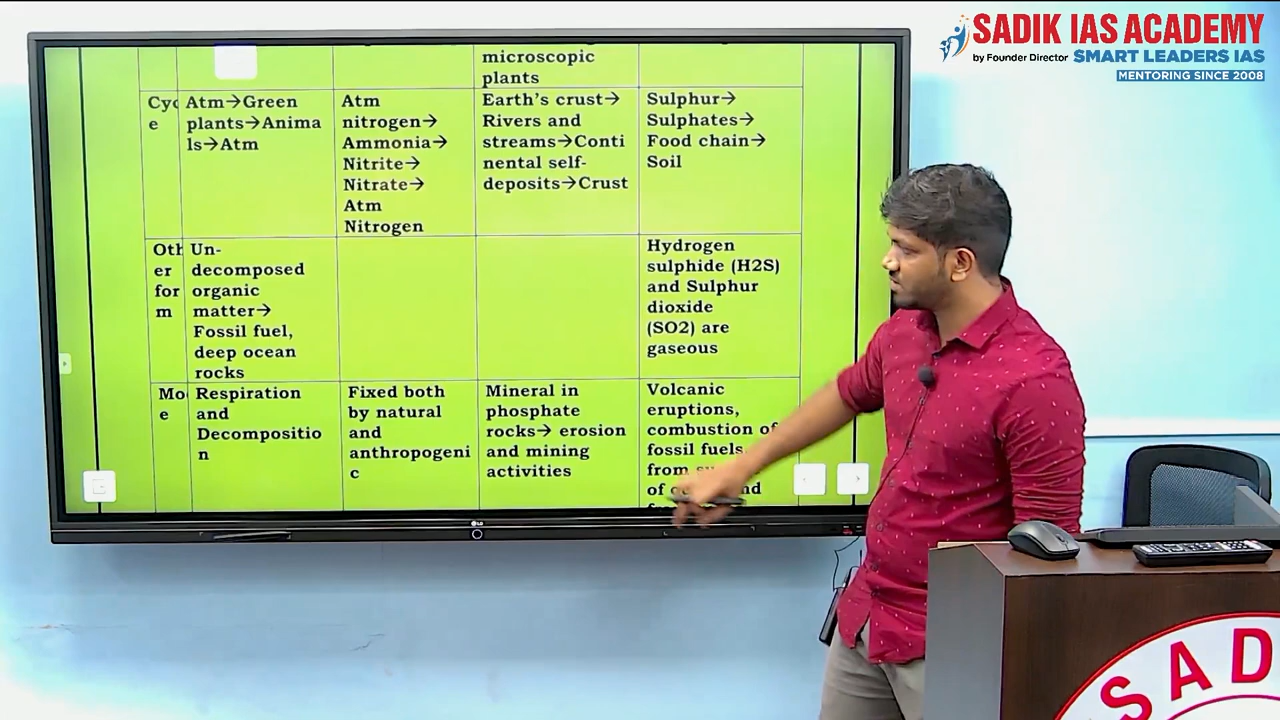 SADIK IAS ACADEMY
by Founder Director SMART LEADERS IAS
MENTORING SINCE 2008
microscopic
plants
Cyc
e
Atm→Green
plants→Anima
ls→Atm
Atm
nitrogen→
Ammonia→
Nitrite→
Nitrate→
Atm
Nitrogen
Earth's crust→
Rivers and
streams→Conti
nental self-
deposits→Crust
Sulphur→
Sulphates→
Food chain→
Soil
Oth
er
for
m
Un-
decomposed
organic
matter→
Fossil fuel,
deep ocean
rocks
Hydrogen
sulphide (H2S)
and Sulphur
dioxide
(SO2) are
gaseous
Mo
e
Respiration
and
Decompositio
n
Fixed both
by natural
and
anthropogeni
c
Mineral in
phosphate
rocks→ erosion
and mining
activities
Volcanic
eruptions,
combustion of
fossil fuels
from
of
LG
SAD